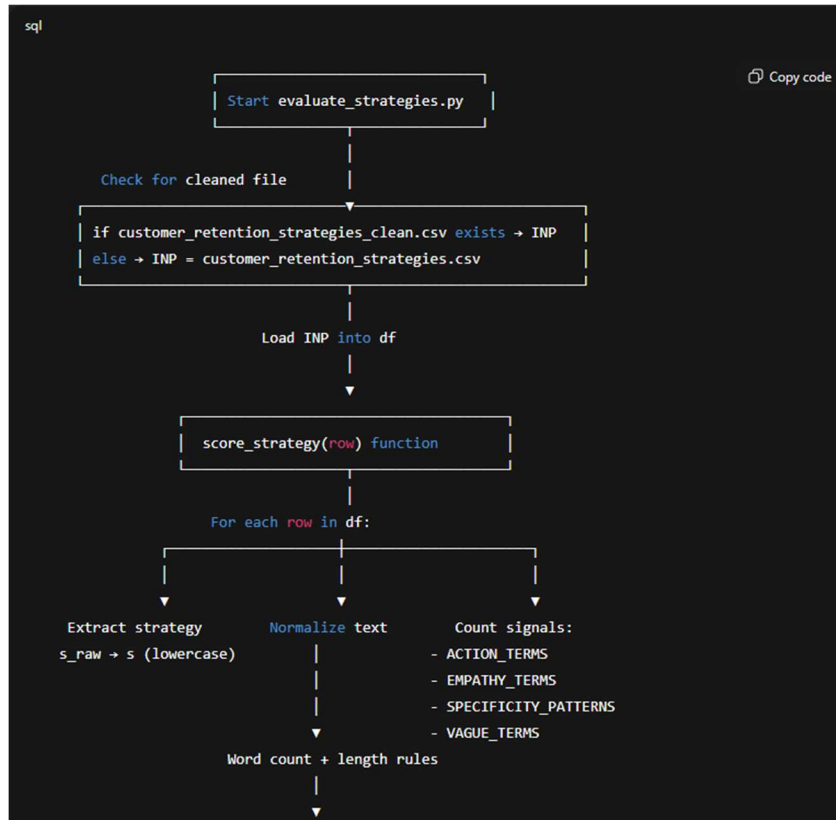 sql
Copy code
Start evaluate_strategies.py
Check for cleaned file
if customer_retention_strategies_clean.csv exists → INP
else → INP = customer_retention_strategies.csv
Load INP into df
score_strategy(row) function
For each row in df:
Extract strategy Normalize text Count signals:
s_raw → s (lowercase) - ACTION_TERMS
- EMPATHY_TERMS
- SPECIFICITY_PATTERNS
- VAGUE_TERMS
Word count + length rules